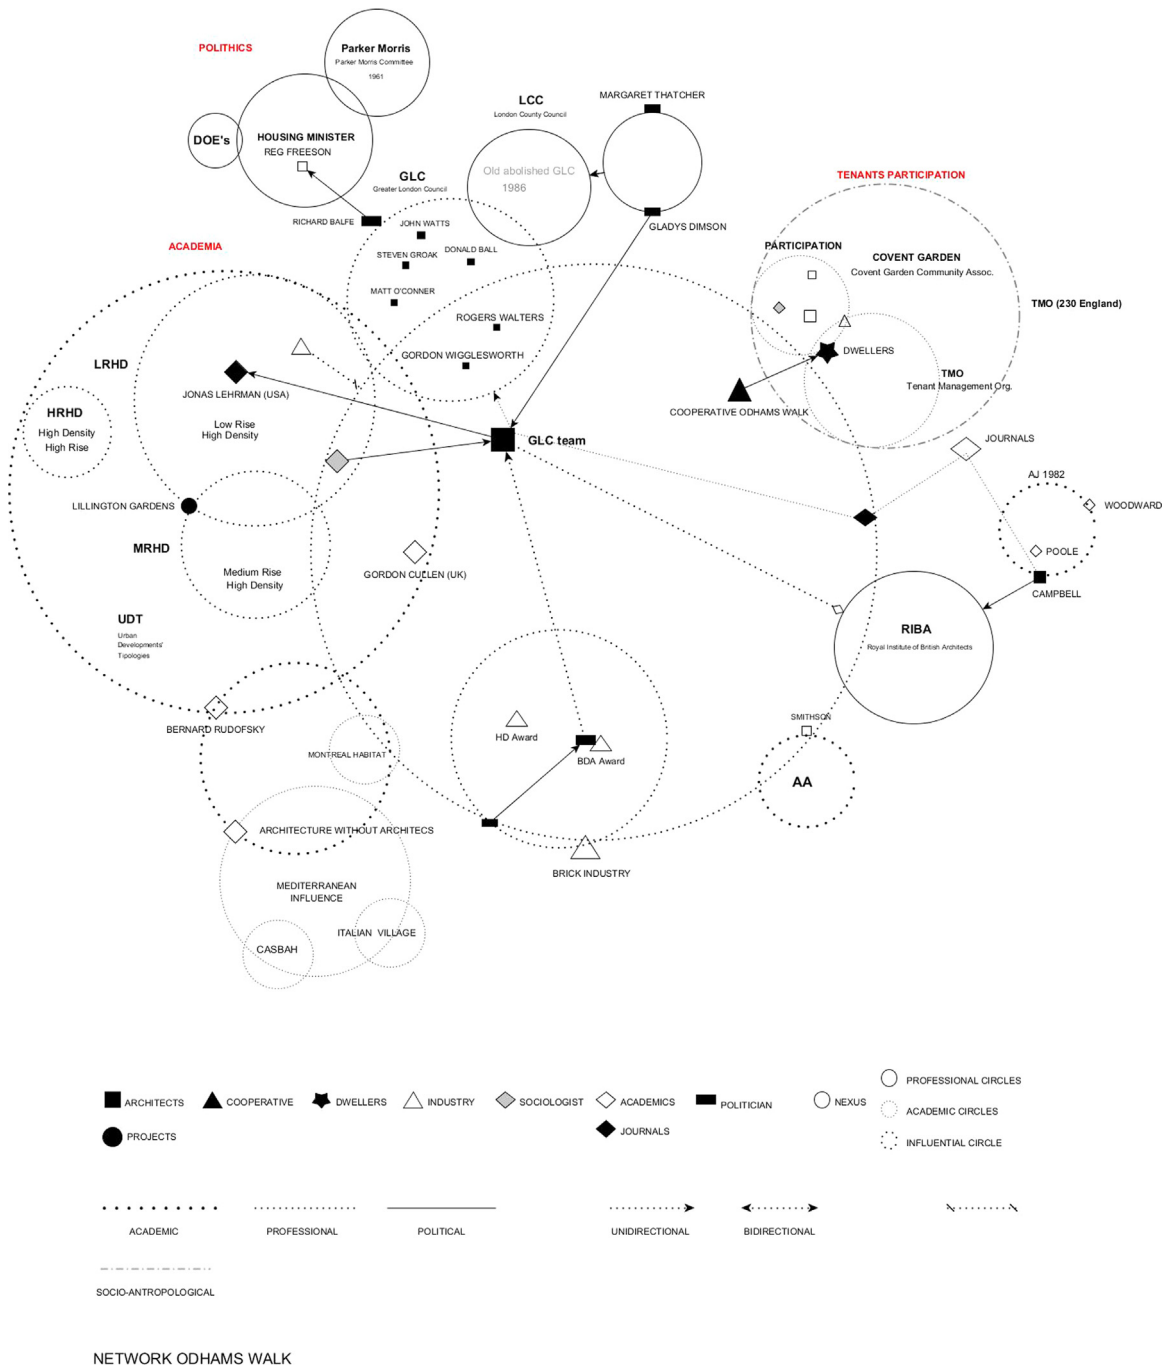 POLITHICS
Parker Morris
Parker Morris Committee
1961
DOE's
HOUSING MINISTER
REG FREESON
LCC
London County Council
MARGARET THATCHER
Old abolished GLC
1986
GLC
Greater London Council
RICHARD BALFE
JOHN WATTS
GLADYS DIMSON
STEVEN GROAK
DONALD BALL
MATT O'CONNER
ROGERS WALTERS
GORDON WIGGLESWORTH
TENANTS PARTICIPATION
PARTICIPATION
COVENT GARDEN
Covent Garden Community Assoc.
TMO (230 England)
DWELLERS
TMO
Tenant Management Org.
COOPERATIVE ODHAMS WALK
ACADEMIA
LRHD
JONAS LEHRMAN (USA)
Low Rise
High Density
HRHD
High Density
High Rise
GLC team
JOURNALS
AJ 1982
WOODWARD
POOLE
CAMPBELL
LILLINGTON GARDENS
MRHD
Medium Rise
High Density
GORDON CULLEN (UK)
UDT
Urban
Developments'
Tipologies
RIBA
Royal Institute of British Architects
BERNARD RUDOFSKY
MONTREAL HABITAT
HD Award
BDA Award
SMITHSON
AA
ARCHITECTURE WITHOUT ARCHITECS
BRICK INDUSTRY
MEDITERRANEAN
INFLUENCE
ITALIAN VILLAGE
CASBAH
ARCHITECTS
COOPERATIVE
DWELLERS
INDUSTRY
SOCIOLOGIST
ACADEMICS
POLITICIAN
NEXUS
PROFESSIONAL CIRCLES
ACADEMIC CIRCLES
INFLUENTIAL CIRCLE
PROJECTS
JOURNALS
ACADEMIC
PROFESSIONAL
POLITICAL
UNIDIRECTIONAL
BIDIRECTIONAL
SOCIO-ANTROPOLOGICAL
NETWORK ODHAMS WALK